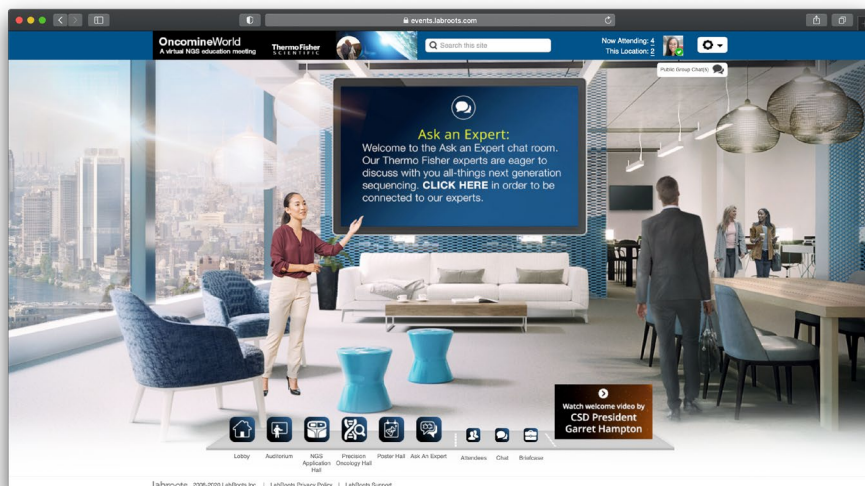 events.labroots.com
OncomineWorld
A virtual NGS education meeting
ThermoFisher
SCIENTIFIC
Search this site
Now Attending: 4
This Location: 2
Public Group Chat(s)
Ask an Expert:
Welcome to the Ask an Expert chat room.
Our Thermo Fisher experts are eager to
discuss with you all-things next generation
sequencing. CLICK HERE in order to be
connected to our experts.
Watch welcome video by
CSD President
Garret Hampton
Lobby
Auditorium
NGS
Application
Hall
Precision
Oncology Hall
Poster Hall
Ask An Expert
Attendees
Chat
Briefcase
Labroots 2008-2020 LabRoots Inc. | LabRoots Privacy Policy | LabRoots Support